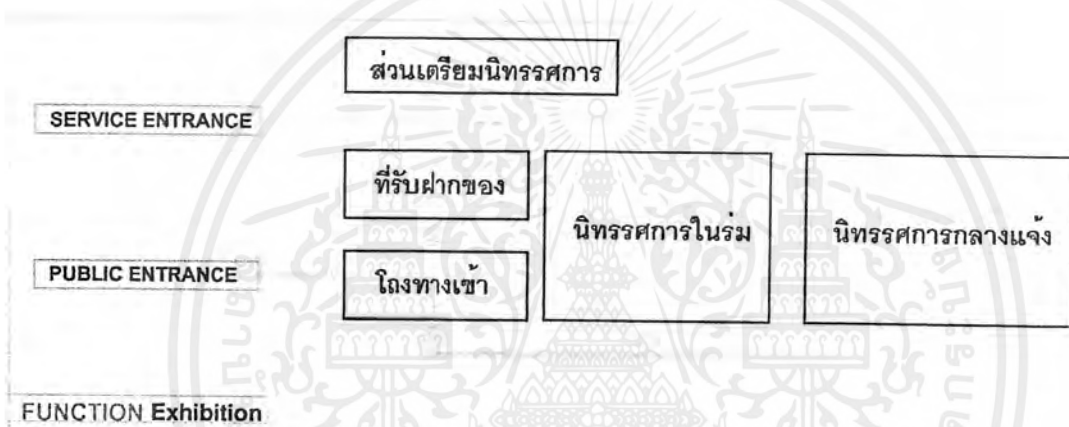 ส่วนเตรียมนิทรรศการ
SERVICE ENTRANCE
ที่รับฝากของ
นิทรรศการในร่ม
นิทรรศการกลางแจ้ง
PUBLIC ENTRANCE
โถงทางเข้า
FUNCTION Exhibition